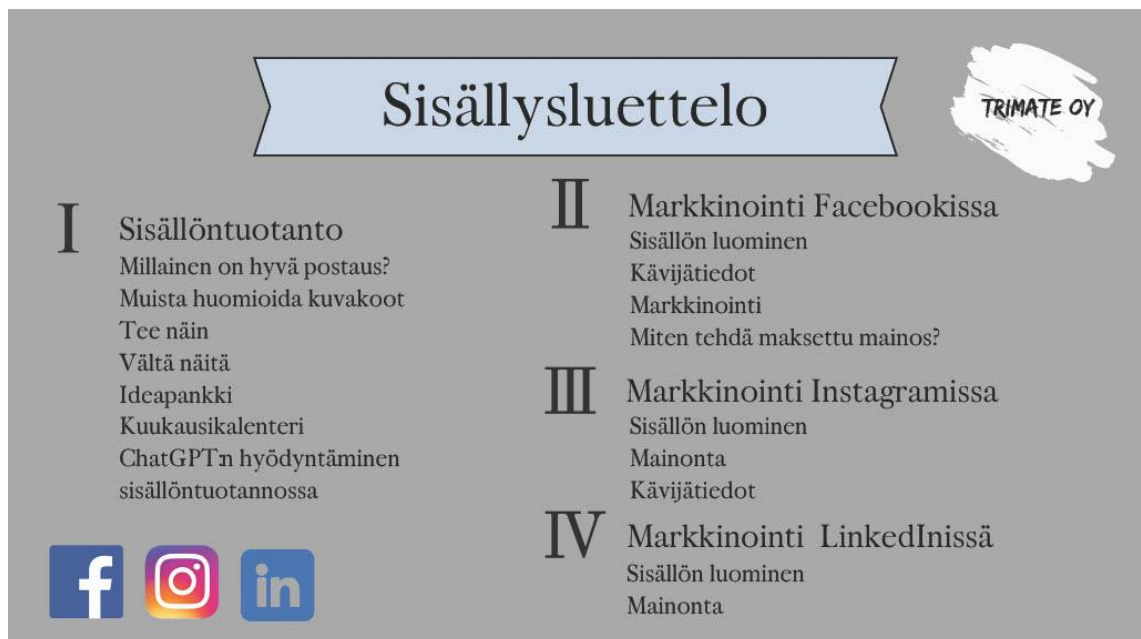 Sisällysluettelo
TRIMATE OY
I
Sisällöntuotanto
Millainen on hyvä postaus?
Muista huomioida kuvakoot
Tee näin
Vältä näitä
Ideapankki
Kuukausikalenteri
ChatGPT:n hyödyntäminen
sisällöntuotannossa
II
Markkinointi Facebookissa
Sisällön luominen
Kävijätiedot
Markkinointi
Miten tehdä maksettu mainos?
III
Markkinointi Instagramissa
Sisällön luominen
Mainonta
Kävijätiedot
IV
Markkinointi LinkedInissä
Sisällön luominen
Mainonta
f
in